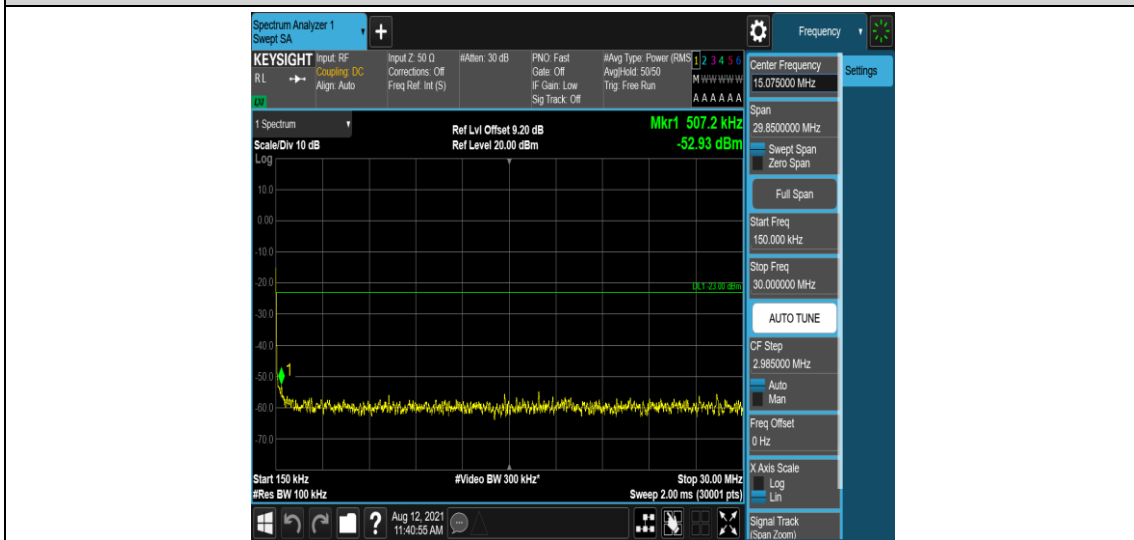 Spectrum Analyzer 1
Swept SA
+
Frequency
KEYSIGHT
RL
LXI
Input: RF
Coupling: DC
Align: Auto
Input Z: 50 Ω
Corrections: Off
Freq Ref: Int (S)
#Atten: 30 dB
PNO: Fast
Gate: Off
IF Gain: Low
Sig Track: Off
#Avg Type: Power (RMS
Avg|Hold: 50/50
Trig: Free Run
1 2 3 4 5 6
M W W W W W
A A A A A A
1 Spectrum
Scale/Div 10 dB
Ref Lvl Offset 9.20 dB
Ref Level 20.00 dBm
Mkr1 507.2 kHz
-52.93 dBm
Log
10.0
0.00
-10.0
-20.0
-30.0
-40.0
-50.0
-60.0
-70.0
DL1 -23.00 dBm
1
Start 150 kHz
#Res BW 100 kHz
#Video BW 300 kHz*
Stop 30.00 MHz
Sweep 2.00 ms (30001 pts)
Center Frequency
15.075000 MHz
Settings
Span
29.8500000 MHz
Swept Span
Zero Span
Full Span
Start Freq
150.000 kHz
Stop Freq
30.000000 MHz
AUTO TUNE
CF Step
2.985000 MHz
Auto
Man
Freq Offset
0 Hz
X Axis Scale
Log
Lin
Signal Track
(Span Zoom)
?
Aug 12, 2021
11:40:55 AM